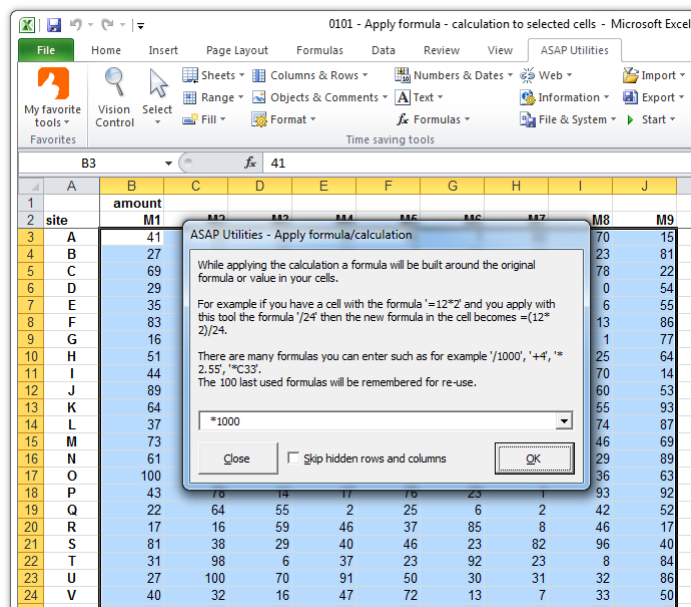 0101 - Apply formula - calculation to selected cells - Microsoft Excel
File Home Insert Page Layout Formulas Data Review View ASAP Utilities
Sheets Columns & Rows Numbers & Dates Web Import
Range Objects & Comments Text Information Export
Fill Format Formulas File & System Start
My favorite tools Vision Control Select
Favorites Time saving tools
B3 fx 41
A B C D E F G H I J
1 amount
2 site M1 M8 M9
3 A 41 70 15
4 B 27 23 81
5 C 69 78 22
6 D 29 0 54
7 E 35 6 55
8 F 83 13 86
9 G 16 1 77
10 H 51 25 64
11 I 44 70 14
12 J 89 60 53
13 K 64 55 93
14 L 37 74 87
15 M 73 46 69
16 N 61 29 89
17 O 100 36 63
18 P 43 78 14 17 76 23 1 93 92
19 Q 22 64 55 2 25 6 2 42 52
20 R 17 16 59 46 37 85 8 46 17
21 S 81 38 29 40 46 23 82 96 40
22 T 31 98 6 37 23 92 23 8 84
23 U 27 100 70 91 50 30 31 32 86
24 V 40 32 16 47 72 13 7 33 50
ASAP Utilities - Apply formula/calculation
While applying the calculation a formula will be built around the original
formula or value in your cells.
For example if you have a cell with the formula '=12*2' and you apply with
this tool the formula '/24' then the new formula in the cell becomes =(12*
2)/24.
There are many formulas you can enter such as for example '/1000', '+4', '*
2.55', '*C33'.
The 100 last used formulas will be remembered for re-use.
*1000
Close Skip hidden rows and columns OK